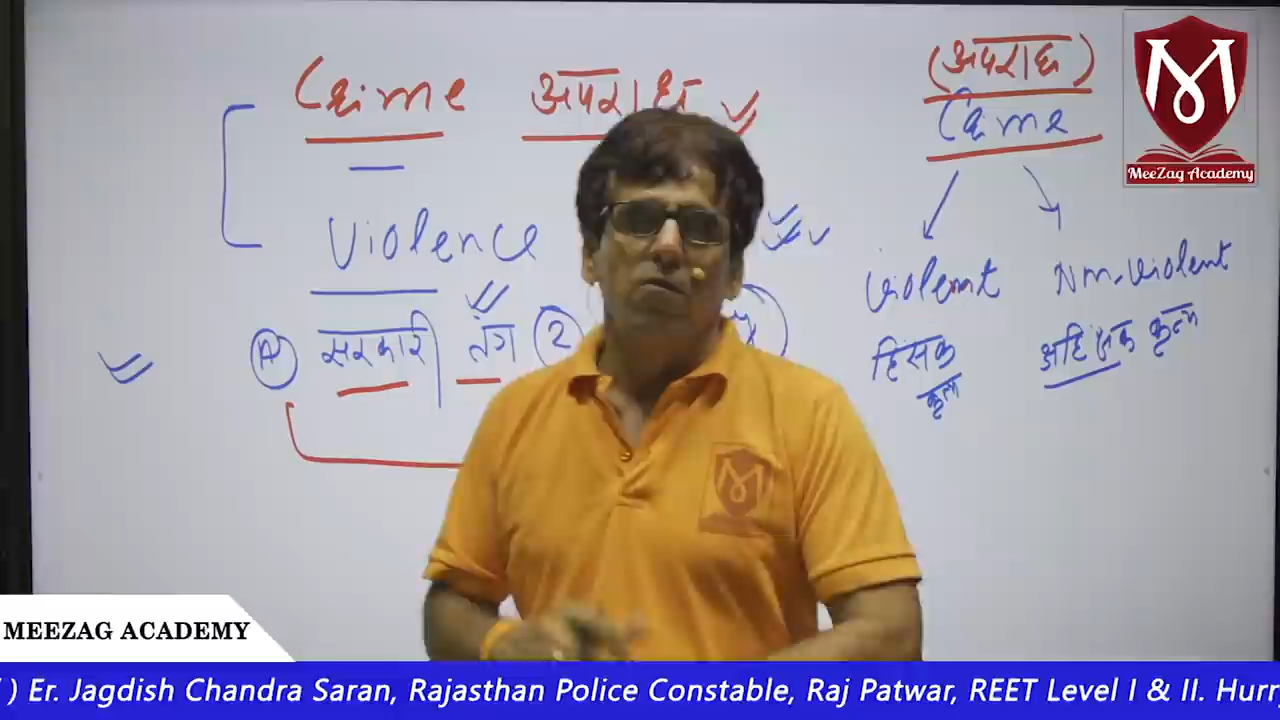 Crime अपराध
Violence
A सरकारी तंग 2
(अपराध)
Crime
Violent Non-Violent
हिंसक अहिंसक कृत्य
कृत्य
M
MeeZag Academy
M
MEEZAG ACADEMY
) Er. Jagdish Chandra Saran, Rajasthan Police Constable, Raj Patwar, REET Level I & II. Hurry